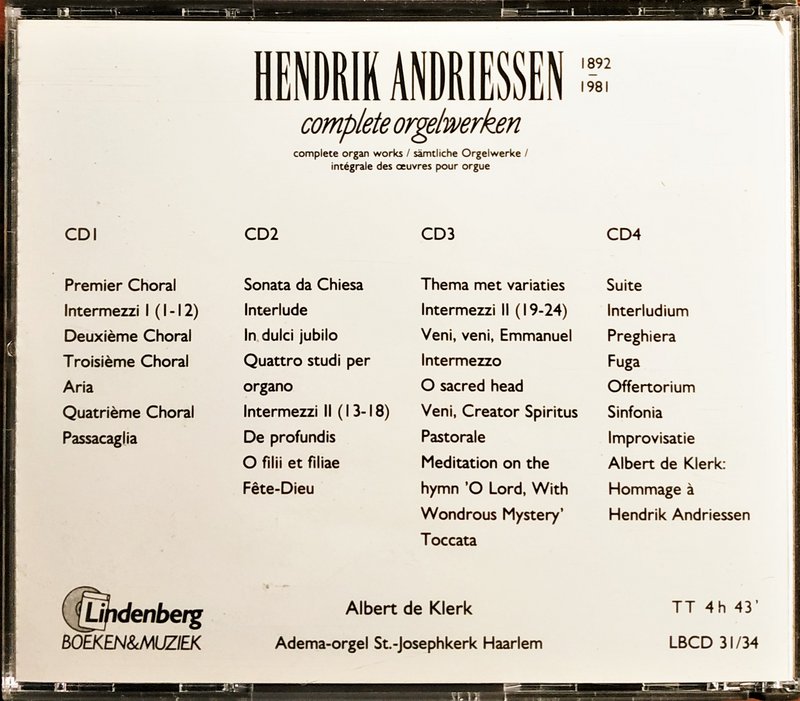 HENDRIK ANDRIESSEN 1892
–
1981
complete orgelwerken
complete organ works / sämtliche Orgelwerke /
intégrale des œuvres pour orgue
CD1
Premier Choral
Intermezzi I (1-12)
Deuxième Choral
Troisième Choral
Aria
Quatrième Choral
Passacaglia
CD2
Sonata da Chiesa
Interlude
In dulci jubilo
Quattro studi per
organo
Intermezzi II (13-18)
De profundis
O filii et filiae
Fête-Dieu
CD3
Thema met variaties
Intermezzi II (19-24)
Veni, veni, Emmanuel
Intermezzo
O sacred head
Veni, Creator Spiritus
Pastorale
Meditation on the
hymn 'O Lord, With
Wondrous Mystery'
Toccata
CD4
Suite
Interludium
Preghiera
Fuga
Offertorium
Sinfonia
Improvisatie
Albert de Klerk:
Hommage à
Hendrik Andriessen
Lindenberg
BOEKEN&MUZIEK
Albert de Klerk
Adema-orgel St.-Josephkerk Haarlem
TT 4h 43'
LBCD 31/34